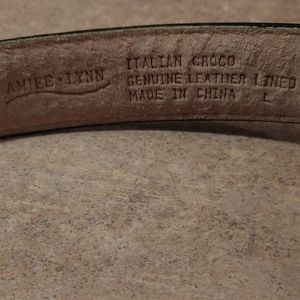 AMIEE · LYNN
ITALIAN CROCO
GENUINE LEATHER LINED
MADE IN CHINA L